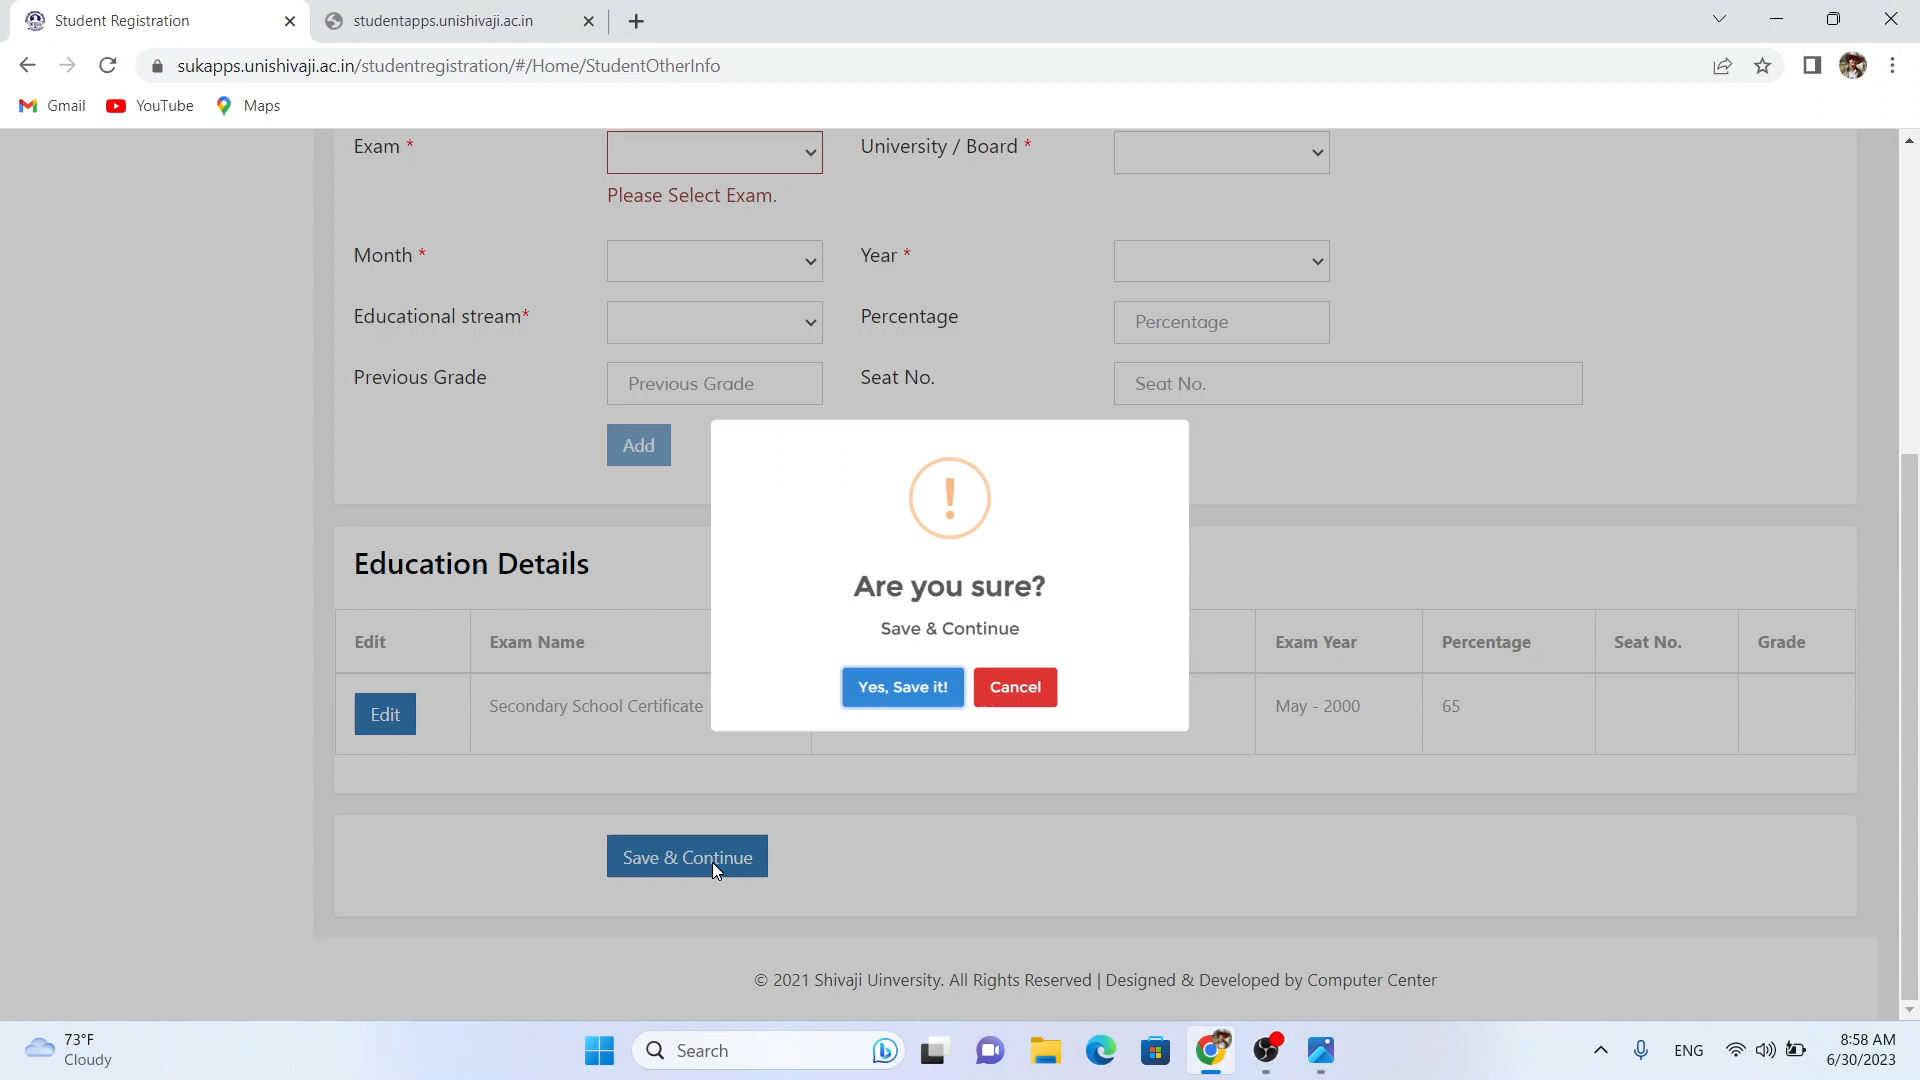 Student Registration
studentapps.unishivaji.ac.in
sukapps.unishivaji.ac.in/studentregistration/#/Home/StudentOtherInfo
Gmail YouTube Maps
Exam * University / Board *
Please Select Exam.
Month * Year *
Educational stream* Percentage Percentage
Previous Grade Previous Grade Seat No. Seat No.
Add
!
Are you sure?
Save & Continue
Yes, Save it! Cancel
Education Details
Edit Exam Name Exam Year Percentage Seat No. Grade
Edit Secondary School Certificate May - 2000 65
Save & Continue
© 2021 Shivaji Uinversity. All Rights Reserved | Designed & Developed by Computer Center
73°F
Cloudy
Search
ENG
8:58 AM
6/30/2023